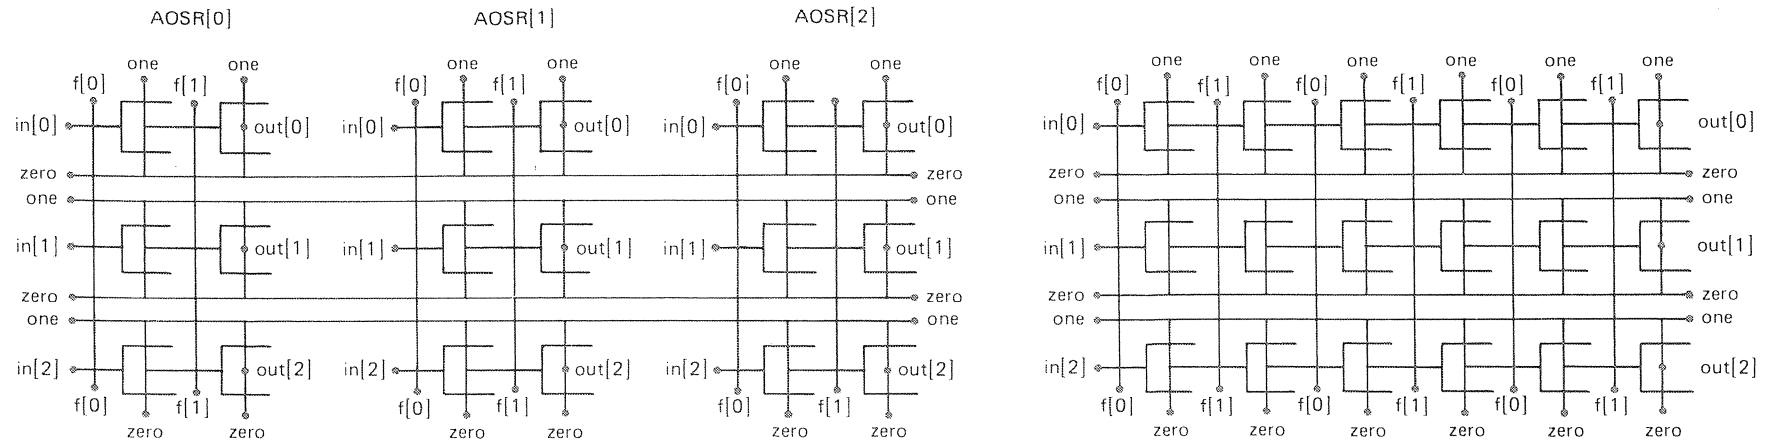 AOSR[0] AOSR[1] AOSR[2]
one one one one one one one one one one one one
f[0] f[1] f[0] f[1] f[0] f[0] f[1] f[0] f[1] f[0] f[1]
in[0] out[0] in[0] out[0] in[0] out[0] in[0] out[0]
zero zero zero zero
one one one one
in[1] out[1] in[1] out[1] in[1] out[1] in[1] out[1]
zero zero zero zero
one one one one
in[2] out[2] in[2] out[2] in[2] out[2] in[2] out[2]
f[0] f[1] f[0] f[1] f[0] f[1] f[0] f[1] f[0] f[1] f[0] f[1]
zero zero zero zero zero zero zero zero zero zero zero zero